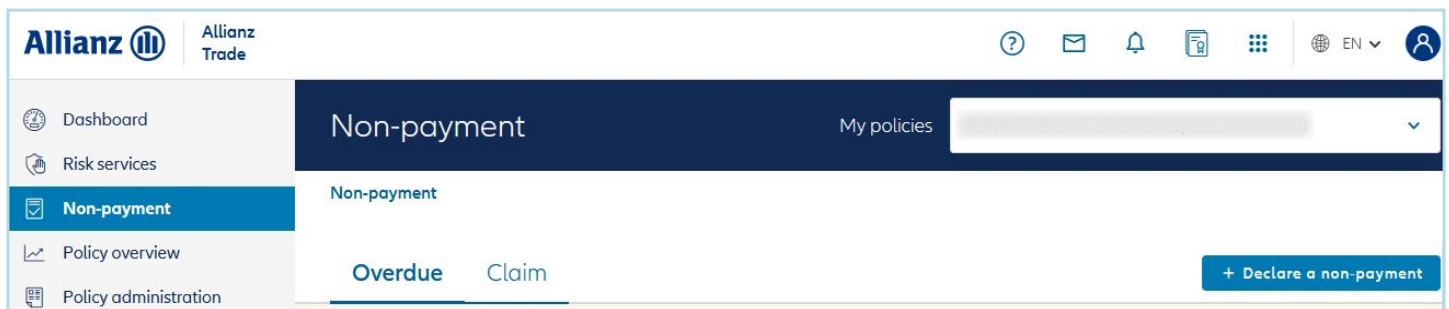 Allianz
Allianz
Trade
EN
Dashboard
Risk services
Non-payment
Policy overview
Policy administration
Non-payment
My policies
Non-payment
Overdue
Claim
+ Declare a non-payment